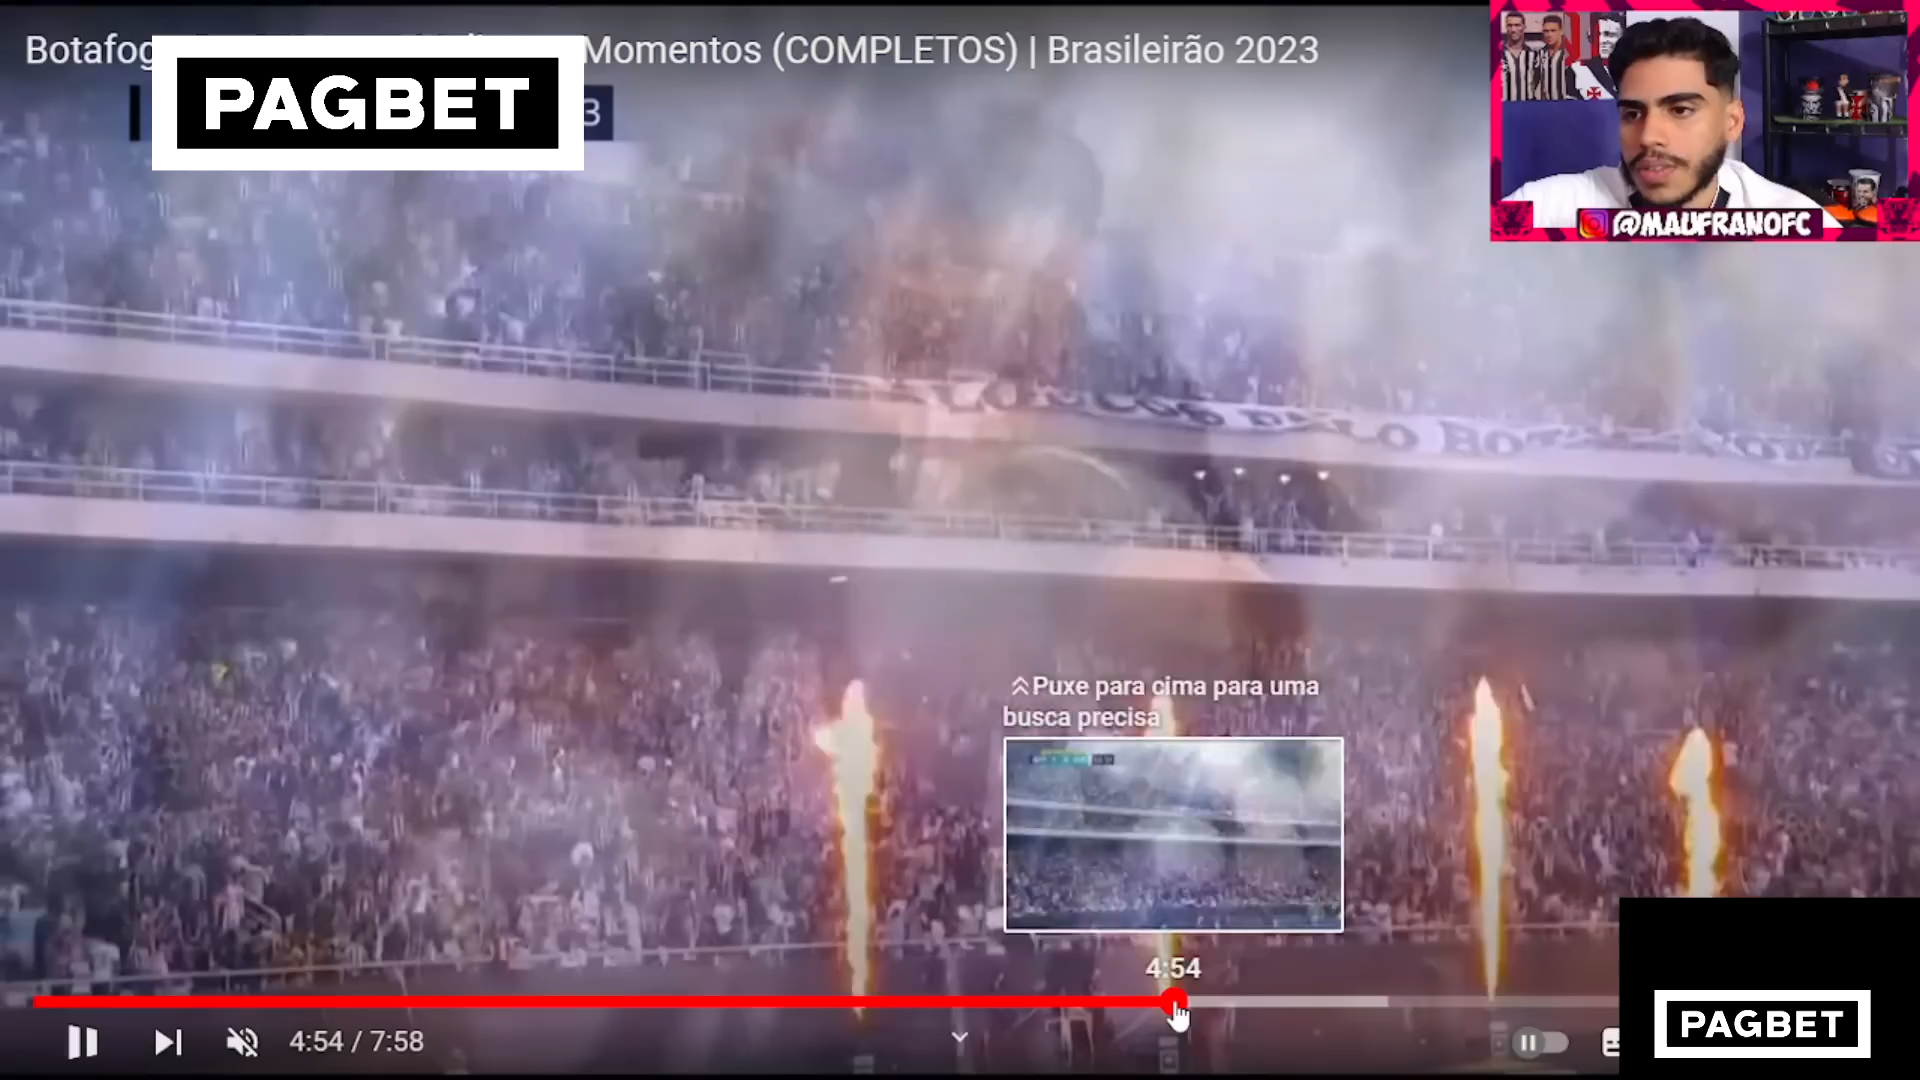 Botafog Momentos (COMPLETOS) | Brasileirão 2023
PAGBET
3
@MAUFRANOFC
Puxe para cima para uma
busca precisa
4:54
4:54 / 7:58
PAGBET